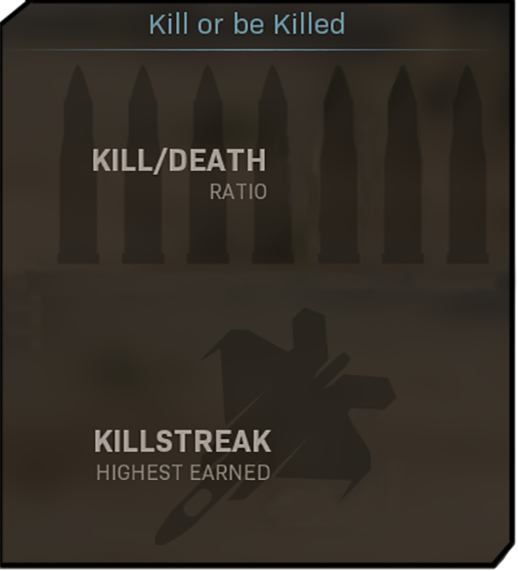 Kill or be Killed
KILL/DEATH
RATIO
KILLSTREAK
HIGHEST EARNED